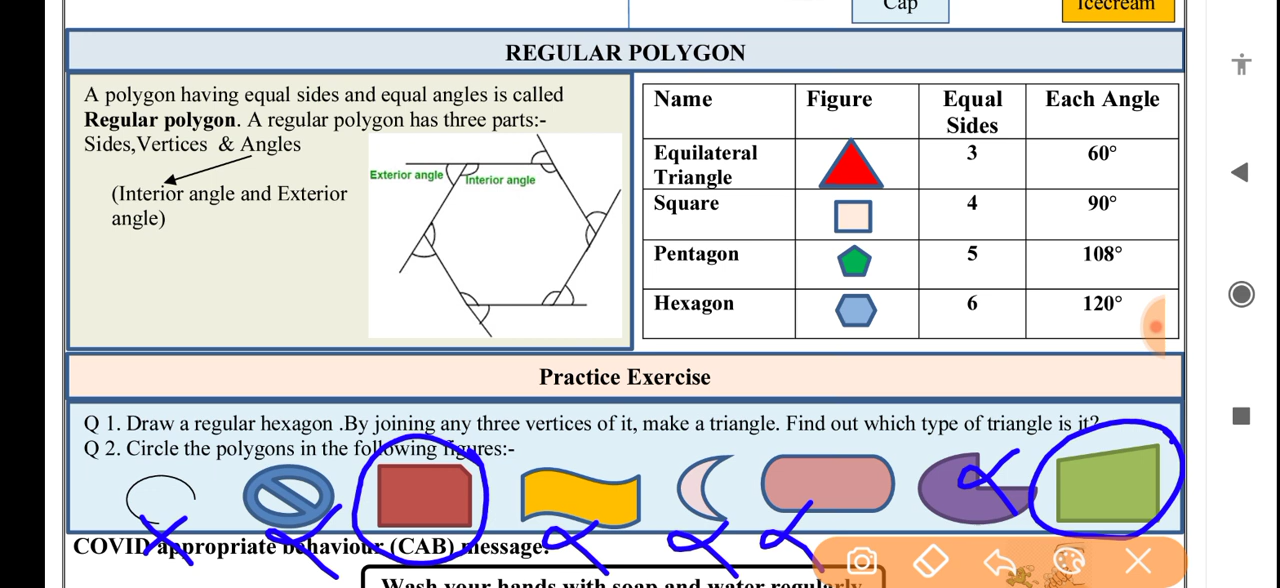 Cap
Icecream
REGULAR POLYGON
A polygon having equal sides and equal angles is called
Regular polygon. A regular polygon has three parts:-
Sides,Vertices & Angles
(Interior angle and Exterior
angle)
Exterior angle
Interior angle
Name Figure Equal Sides Each Angle
Equilateral Triangle 3 60°
Square 4 90°
Pentagon 5 108°
Hexagon 6 120°
Practice Exercise
Q 1. Draw a regular hexagon .By joining any three vertices of it, make a triangle. Find out which type of triangle is it?
Q 2. Circle the polygons in the following figures:-
COVID appropriate behaviour (CAB) message:
Wash your hands with soap and water regularly